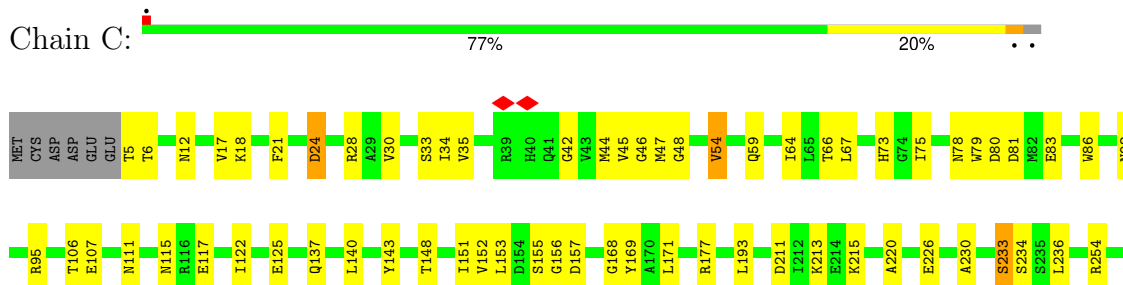 Chain C:
77% 20%
MET CYS ASP ASP GLU GLU T5 T6 N12 V17 K18 F21 D24 R28 A29 V30 S33 I34 V35 R39 H40 Q41 G42 V43 M44 V45 G46 M47 G48 V54 Q59 I64 L65 T66 L67 H73 G74 I75 N78 W79 D80 D81 M82 E83 W86
R95 T106 E107 N111 N115 R116 E117 I122 E125 Q137 L140 Y143 T148 I151 V152 L153 D154 S155 G156 D157 G168 Y169 A170 L171 R177 L193 D211 I212 K213 E214 K215 A220 E226 A230 S233 S234 S235 L236 R254